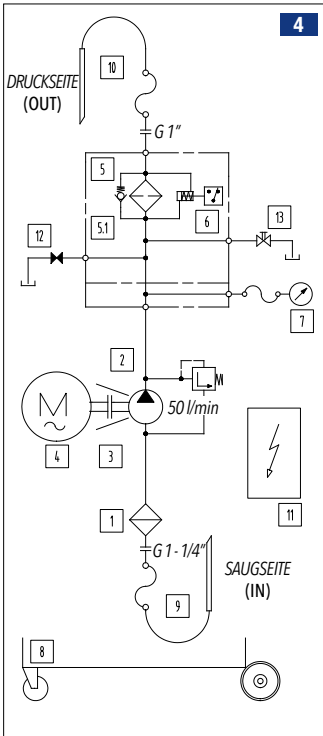 4
10
DRUCKSEITE
(OUT)
G 1"
5
5.1
6
12
13
7
2
50 l/min
M
4
3
11
1
G 1 - 1/4"
SAUGSEITE
(IN)
9
8